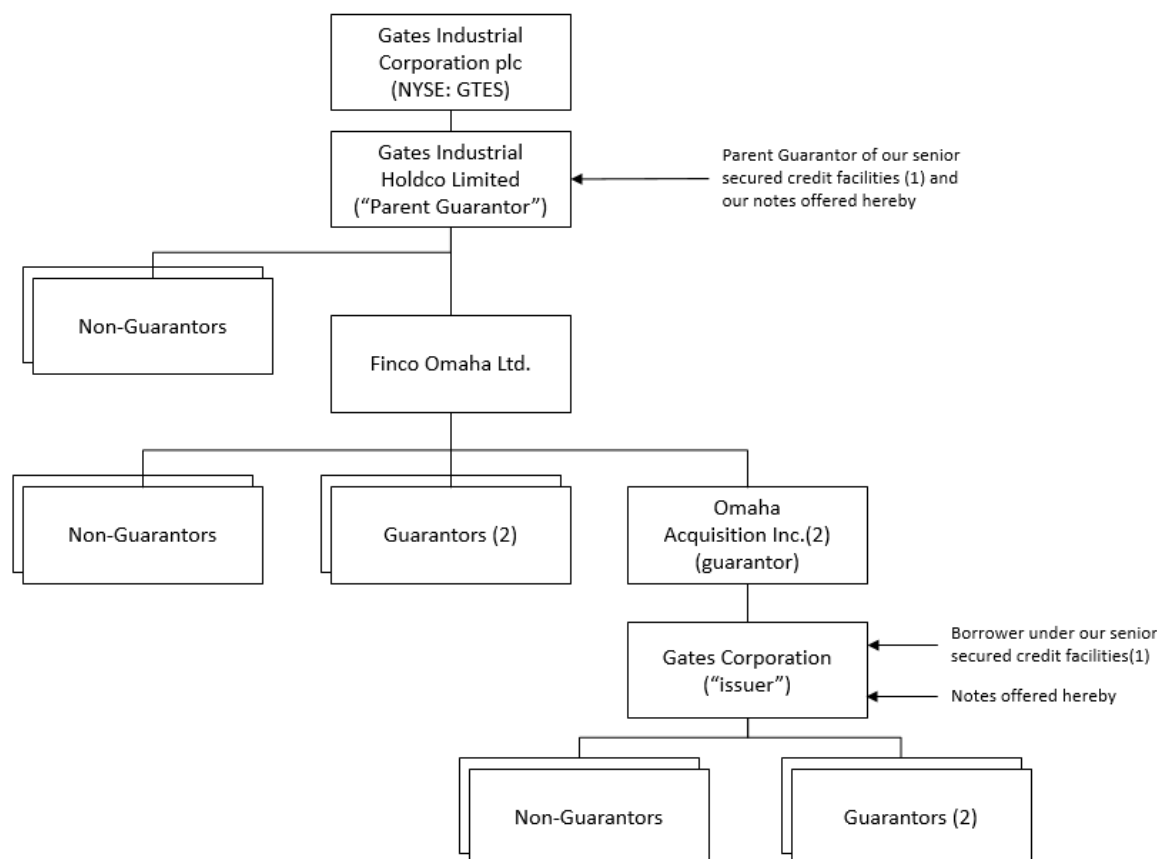 Gates Industrial
Corporation plc
(NYSE: GTES)
Gates Industrial
Holdco Limited
(“Parent Guarantor”)
Parent Guarantor of our senior
secured credit facilities (1) and
our notes offered hereby
Non-Guarantors
Finco Omaha Ltd.
Non-Guarantors
Guarantors (2)
Omaha
Acquisition Inc.(2)
(guarantor)
Gates Corporation
(“issuer”)
Borrower under our senior
secured credit facilities(1)
Notes offered hereby
Non-Guarantors
Guarantors (2)